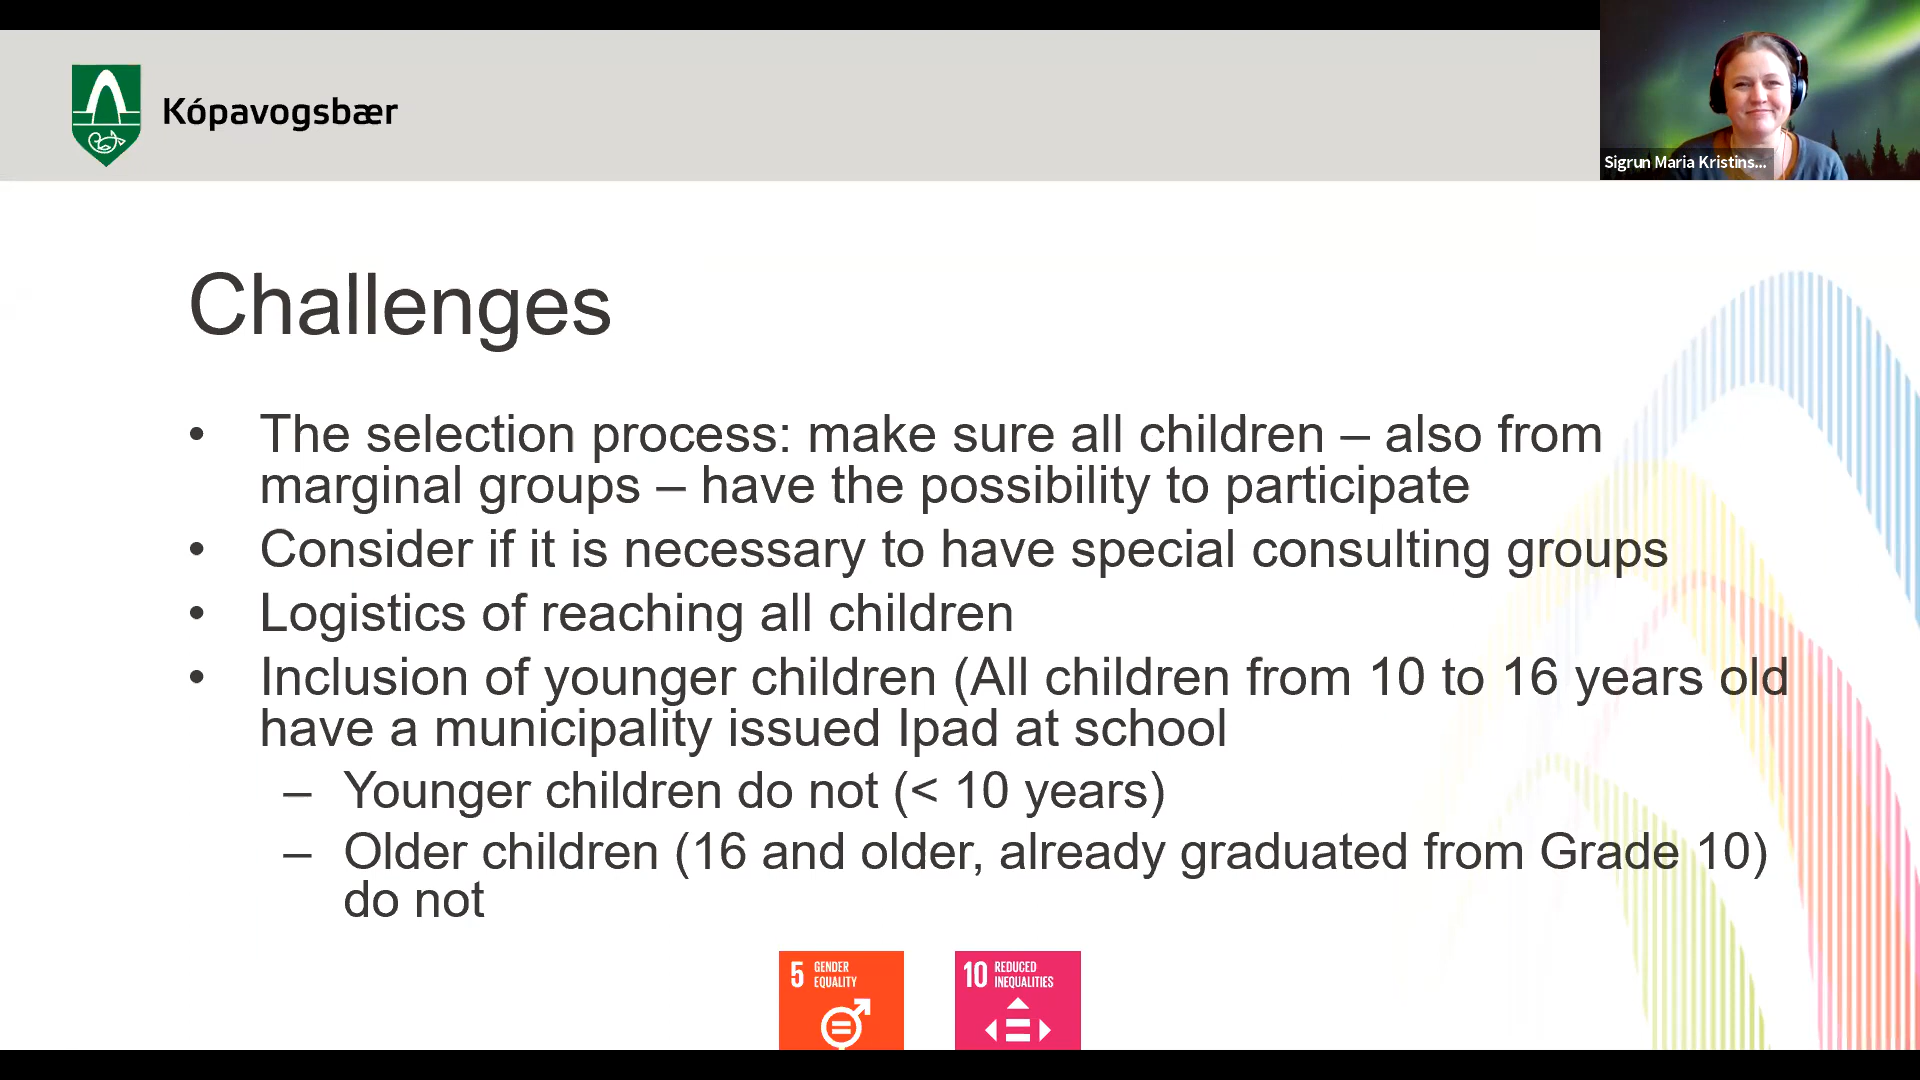 Kópavogsbær
Sigrun Maria Kristins...
Challenges
• The selection process: make sure all children – also from
marginal groups – have the possibility to participate
• Consider if it is necessary to have special consulting groups
• Logistics of reaching all children
• Inclusion of younger children (All children from 10 to 16 years old
have a municipality issued Ipad at school
– Younger children do not (< 10 years)
– Older children (16 and older, already graduated from Grade 10)
do not
5 GENDER
EQUALITY
10 REDUCED
INEQUALITIES